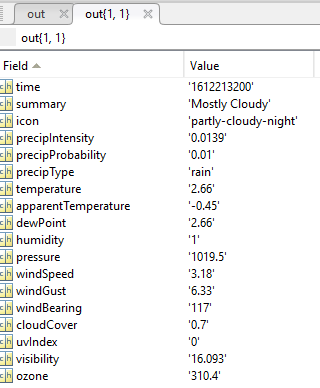 out out{1, 1}
out{1, 1}
Field Value
time '1612213200'
summary 'Mostly Cloudy'
icon 'partly-cloudy-night'
precipIntensity '0.0139'
precipProbability '0.01'
precipType 'rain'
temperature '2.66'
apparentTemperature '-0.45'
dewPoint '2.66'
humidity '1'
pressure '1019.5'
windSpeed '3.18'
windGust '6.33'
windBearing '117'
cloudCover '0.7'
uvIndex '0'
visibility '16.093'
ozone '310.4'